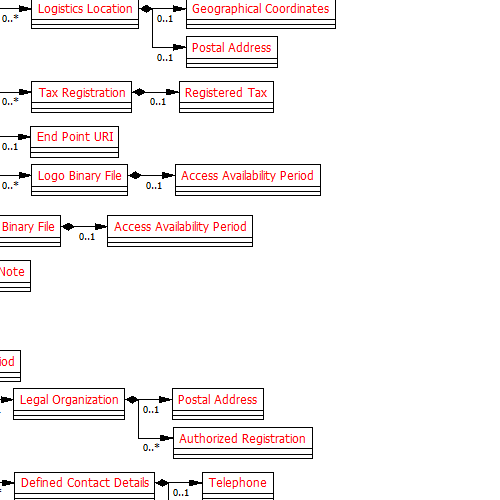 Logistics Location Geographical Coordinates
0..* 0..1
Postal Address
0..1
Tax Registration Registered Tax
0..* 0..1
End Point URI
0..1
Logo Binary File Access Availability Period
0..* 0..1
Binary File Access Availability Period
0..1
Note
iod
Legal Organization Postal Address
0..1
Authorized Registration
0..*
Defined Contact Details Telephone
0..1